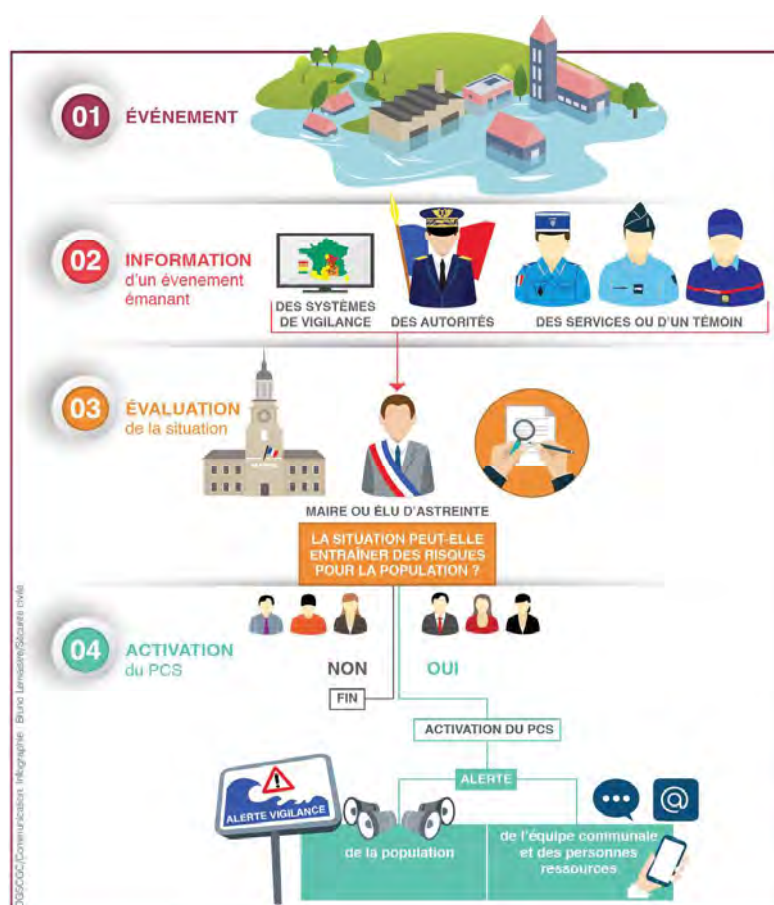 01
ÉVÉNEMENT
02
INFORMATION
d'un évenement
émanant
DES SYSTÈMES
DE VIGILANCE
DES AUTORITÉS
DES SERVICES OU D'UN TÉMOIN
03
ÉVALUATION
de la situation
MAIRE OU ÉLU D'ASTREINTE
LA SITUATION PEUT-ELLE
ENTRAÎNER DES RISQUES
POUR LA POPULATION ?
04
ACTIVATION
du PCS
NON
OUI
FIN
ACTIVATION DU PCS
ALERTE
ALERTE VIGILANCE
de la population
de l'équipe communale
et des personnes
ressources
DGSCGC/Communication. Infographie : Bruno Lemaistre/Sécurité civile